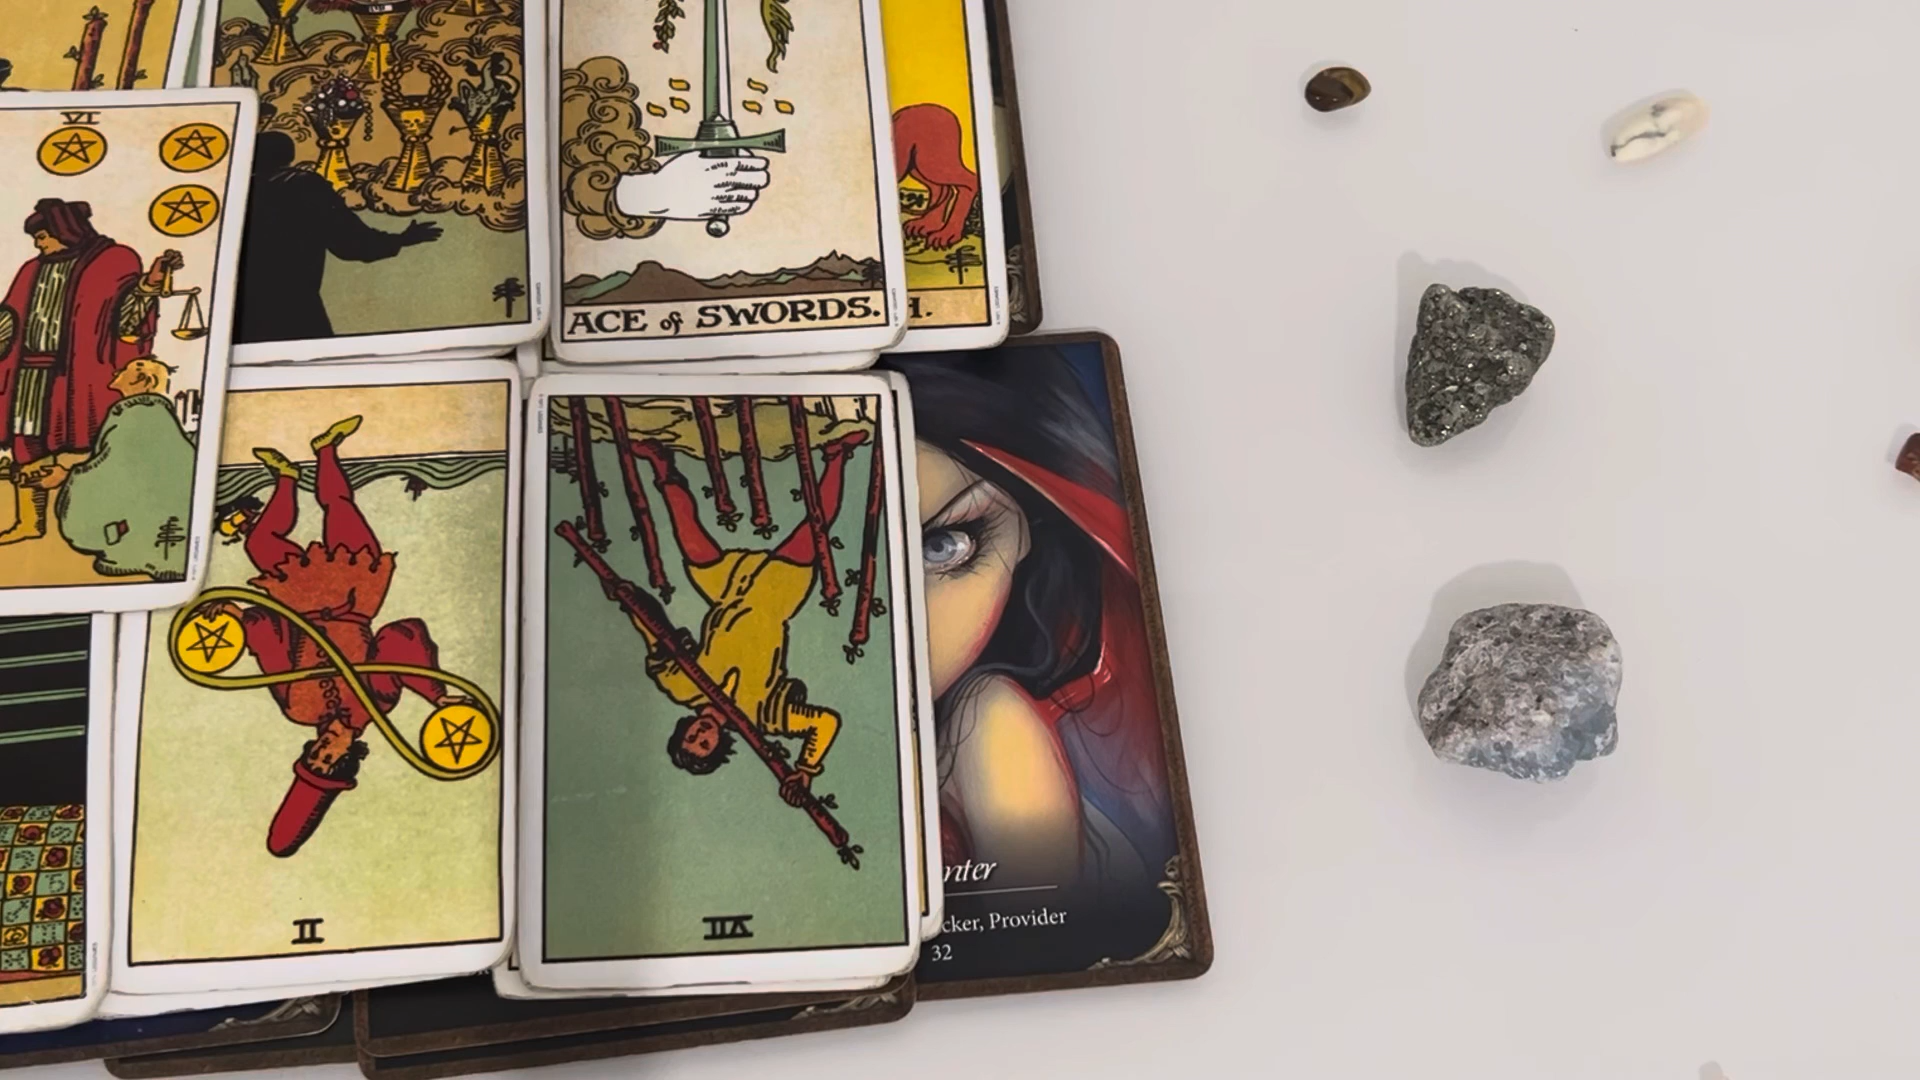 VI
ACE of SWORDS.
H.
II
VII
nter
cker, Provider
32